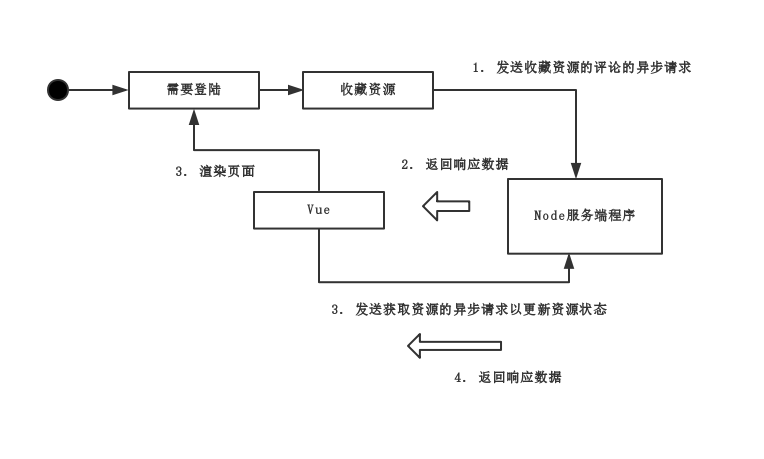 1. 发送收藏资源的评论的异步请求
需要登陆
收藏资源
2. 返回响应数据
3. 渲染页面
Vue
Node服务端程序
3. 发送获取资源的异步请求以更新资源状态
4. 返回响应数据